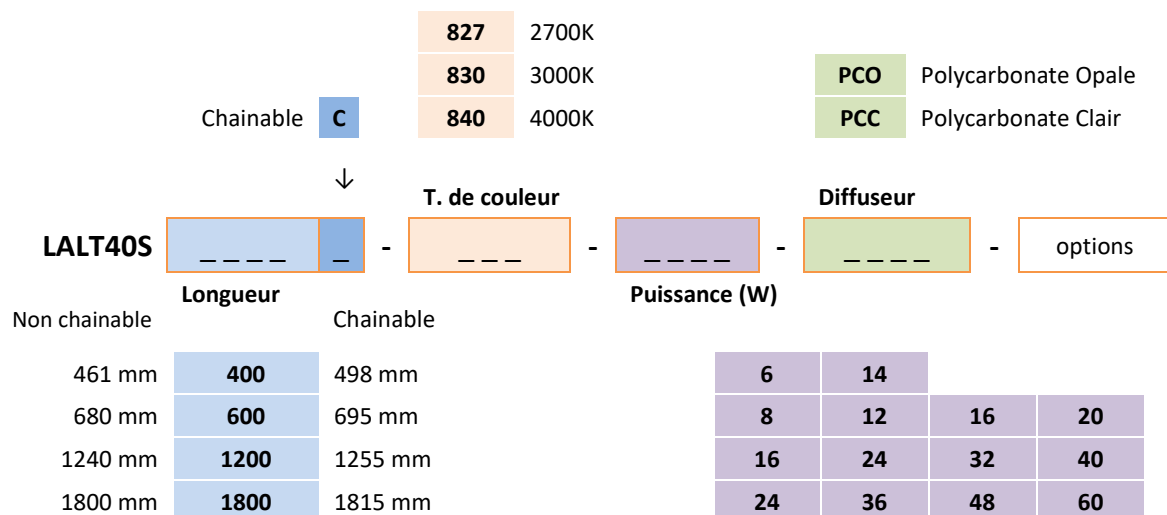 827 2700K
830 3000K
PCO Polycarbonate Opale
Chainable C 840 4000K
PCC Polycarbonate Clair
↓
T. de couleur Diffuseur
LALT40S _ _ _ _ _ - _ _ _ - _ _ _ _ - _ _ _ _ - options
Longueur Puissance (W)
Non chainable Chainable
461 mm 400 498 mm 6 14
680 mm 600 695 mm 8 12 16 20
1240 mm 1200 1255 mm 16 24 32 40
1800 mm 1800 1815 mm 24 36 48 60